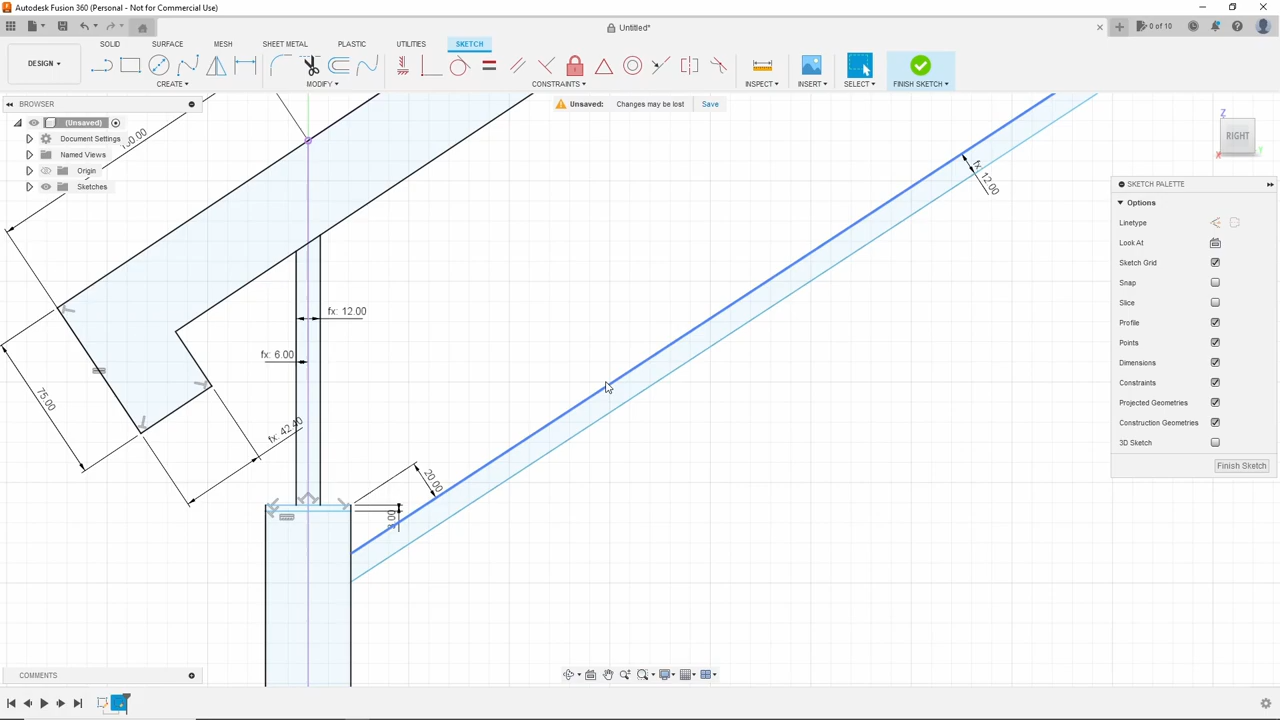 Autodesk Fusion 360 (Personal - Not for Commercial Use)
Untitled*
0 of 10
SOLID
SURFACE
MESH
SHEET METAL
PLASTIC
UTILITIES
SKETCH
DESIGN
CREATE
MODIFY
CONSTRAINTS
INSPECT
INSERT
SELECT
FINISH SKETCH
BROWSER
Unsaved: Changes may be lost Save
(Unsaved)
Document Settings
Named Views
Origin
Sketches
Z
RIGHT
X
Y
SKETCH PALETTE
Options
Linetype
Look At
Sketch Grid
Snap
Slice
Profile
Points
Dimensions
Constraints
Projected Geometries
Construction Geometries
3D Sketch
Finish Sketch
fx: 12.00
fx: 12.00
fx: 6.00
75.00
fx: 42.40
20.00
COMMENTS